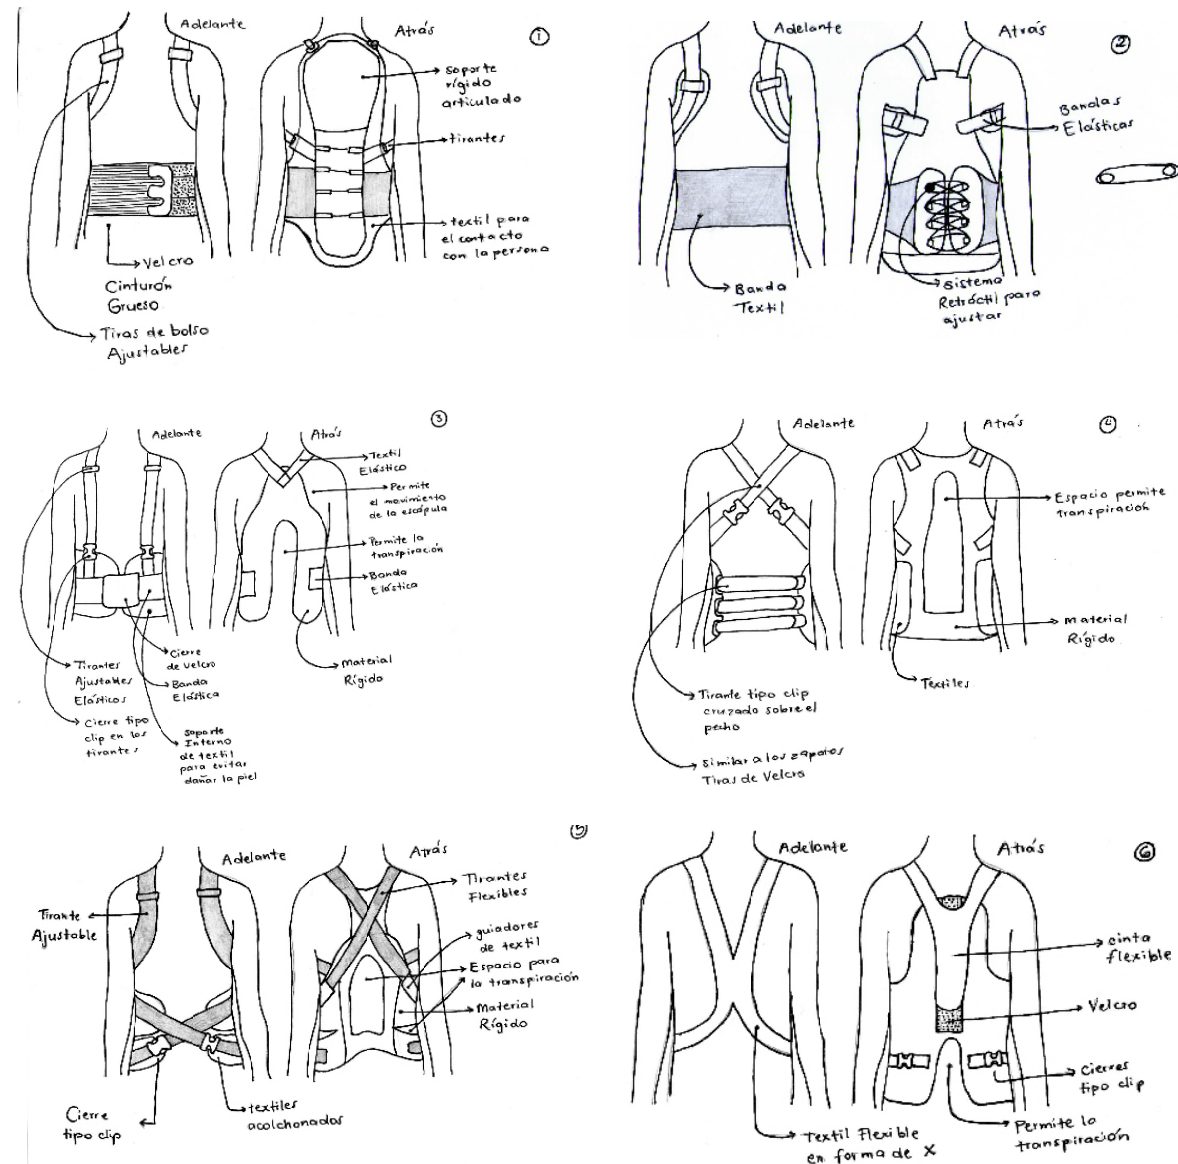 Adelante
Atrás
1
soporte
rígido
articulado
tirantes
textil para
el contacto
con la persona
Velcro
Cinturón
Grueso
Tiras de bolso
Ajustables
Adelante
Atrás
2
Bandas
Elásticas
Banda
Textil
Sistema
Retráctil para
ajustar
3
Adelante
Atrás
Textil
Elástico
Permite
el movimiento
de la escápula
Permite la
transpiración
Banda
Elástica
Material
Rígido
Cierre
de velcro
Banda
Elástica
Tirantes
Ajustables
Elásticos
Cierre tipo
clip en los
tirantes
soporte
Interno
de textil
para evitar
dañar la piel
Adelante
Atrás
4
Espacio permite
transpiración
Material
Rígido
Textiles
Tirante tipo clip
cruzado sobre el
pecho
similar a los zapatos
Tiras de Velcro
5
Adelante
Atrás
Tirante
Ajustable
Tirantes
Flexibles
guiadores
de textil
Espacio para
la transpiración
Material
Rígido
Cierre
tipo clip
textiles
acolchonados
Adelante
Atrás
6
cinta
flexible
Velcro
cierres
tipo clip
Permite la
transpiración
Textil Flexible
en forma de X